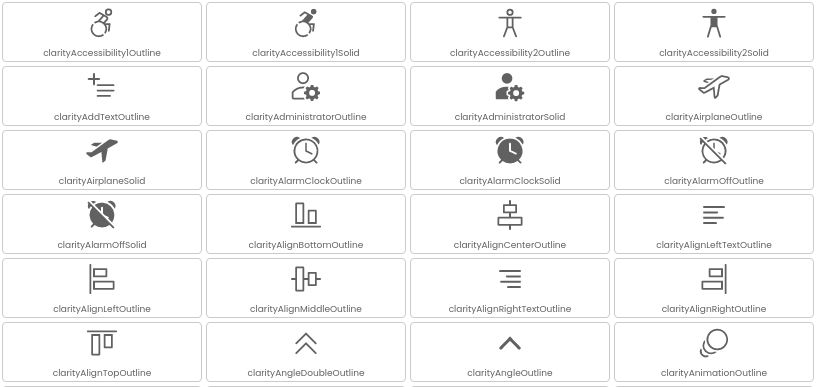 clarityAccessibility1Outline
clarityAccessibility1Solid
clarityAccessibility2Outline
clarityAccessibility2Solid
clarityAddTextOutline
clarityAdministratorOutline
clarityAdministratorSolid
clarityAirplaneOutline
clarityAirplaneSolid
clarityAlarmClockOutline
clarityAlarmClockSolid
clarityAlarmOffOutline
clarityAlarmOffSolid
clarityAlignBottomOutline
clarityAlignCenterOutline
clarityAlignLeftTextOutline
clarityAlignLeftOutline
clarityAlignMiddleOutline
clarityAlignRightTextOutline
clarityAlignRightOutline
clarityAlignTopOutline
clarityAngleDoubleOutline
clarityAngleOutline
clarityAnimationOutline